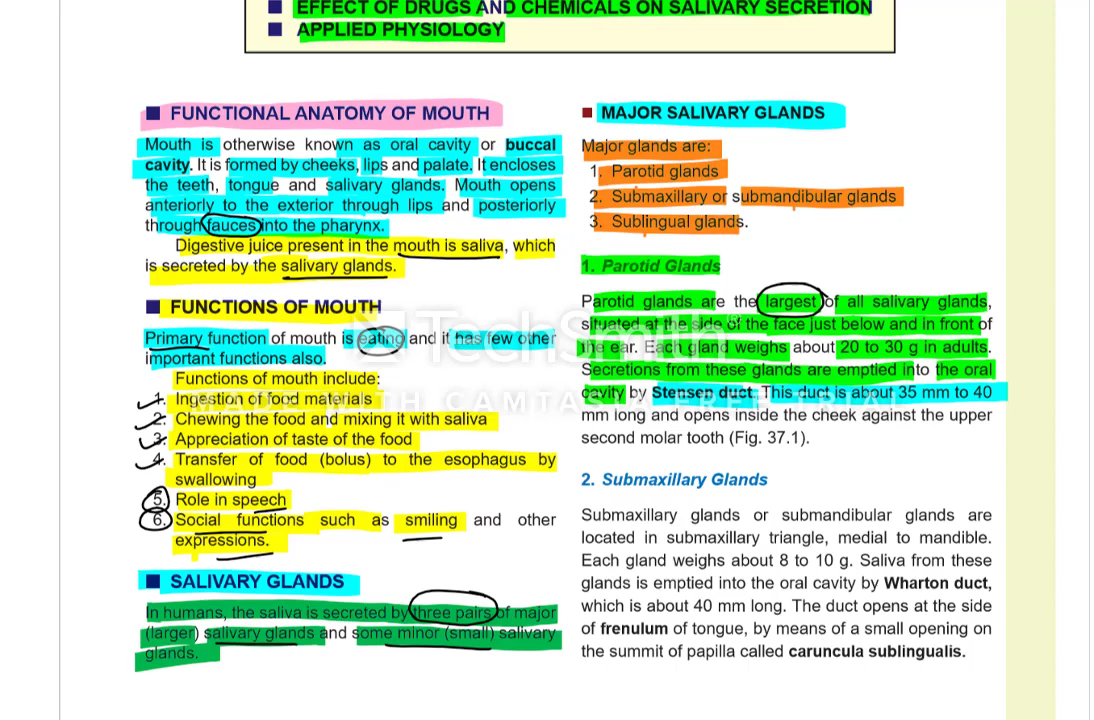 ■ EFFECT OF DRUGS AND CHEMICALS ON SALIVARY SECRETION
■ APPLIED PHYSIOLOGY
■ FUNCTIONAL ANATOMY OF MOUTH
Mouth is otherwise known as oral cavity or buccal
cavity. It is formed by cheeks, lips and palate. It encloses
the teeth, tongue and salivary glands. Mouth opens
anteriorly to the exterior through lips and posteriorly
through fauces into the pharynx.
Digestive juice present in the mouth is saliva, which
is secreted by the salivary glands.
■ FUNCTIONS OF MOUTH
Primary function of mouth is eating and it has few other
important functions also.
Functions of mouth include:
1. Ingestion of food materials
2. Chewing the food and mixing it with saliva
3. Appreciation of taste of the food
4. Transfer of food (bolus) to the esophagus by
swallowing
5. Role in speech
6. Social functions such as smiling and other
expressions.
■ SALIVARY GLANDS
In humans, the saliva is secreted by three pairs of major
(larger) salivary glands and some minor (small) salivary
glands.
■ MAJOR SALIVARY GLANDS
Major glands are:
1. Parotid glands
2. Submaxillary or submandibular glands
3. Sublingual glands.
1. Parotid Glands
Parotid glands are the largest of all salivary glands,
situated at the side of the face just below and in front of
the ear. Each gland weighs about 20 to 30 g in adults.
Secretions from these glands are emptied into the oral
cavity by Stensen duct. This duct is about 35 mm to 40
mm long and opens inside the cheek against the upper
second molar tooth (Fig. 37.1).
2. Submaxillary Glands
Submaxillary glands or submandibular glands are
located in submaxillary triangle, medial to mandible.
Each gland weighs about 8 to 10 g. Saliva from these
glands is emptied into the oral cavity by Wharton duct,
which is about 40 mm long. The duct opens at the side
of frenulum of tongue, by means of a small opening on
the summit of papilla called caruncula sublingualis.
TechSmith
MADE WITH CAMTASIA FREE TRIAL